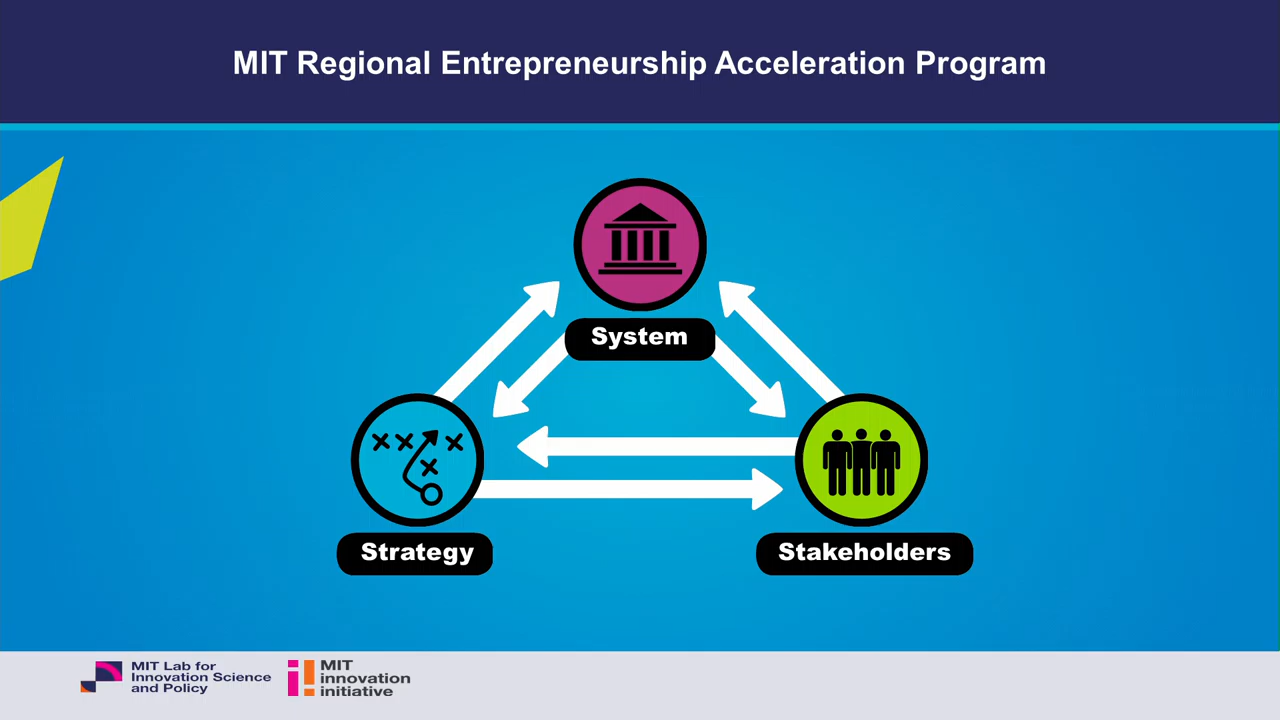 MIT Regional Entrepreneurship Acceleration Program
System
Strategy
Stakeholders
MIT Lab for
Innovation Science
and Policy
MIT
innovation
initiative